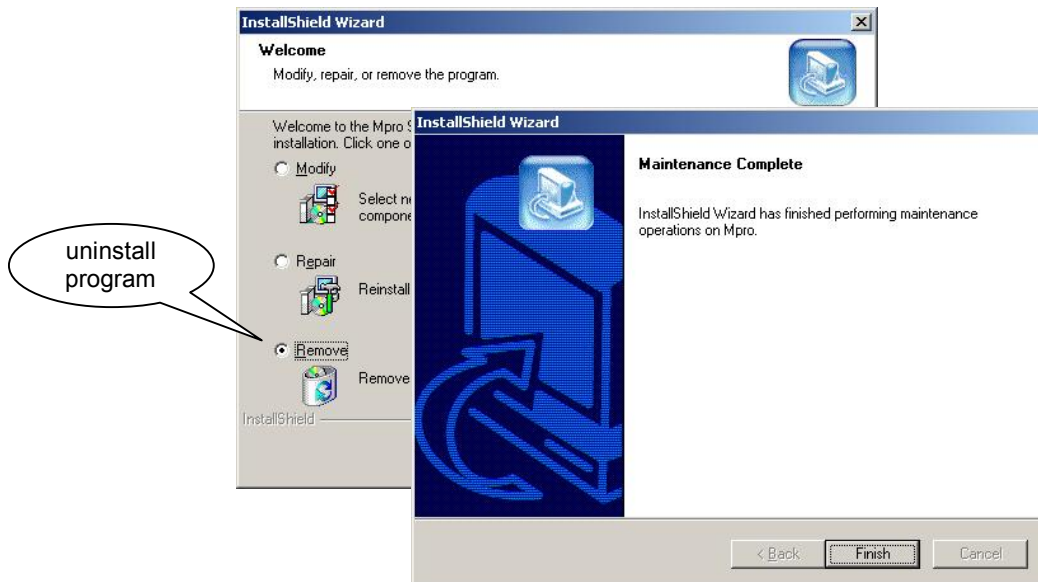 InstallShield Wizard
Welcome
Modify, repair, or remove the program.
Welcome to the Mpro
installation. Click one o
Modify
Select
compone
Repair
Reinstall
Remove
Remove
InstallShield
uninstall
program
InstallShield Wizard
Maintenance Complete
InstallShield Wizard has finished performing maintenance
operations on Mpro.
< Back
Finish
Cancel